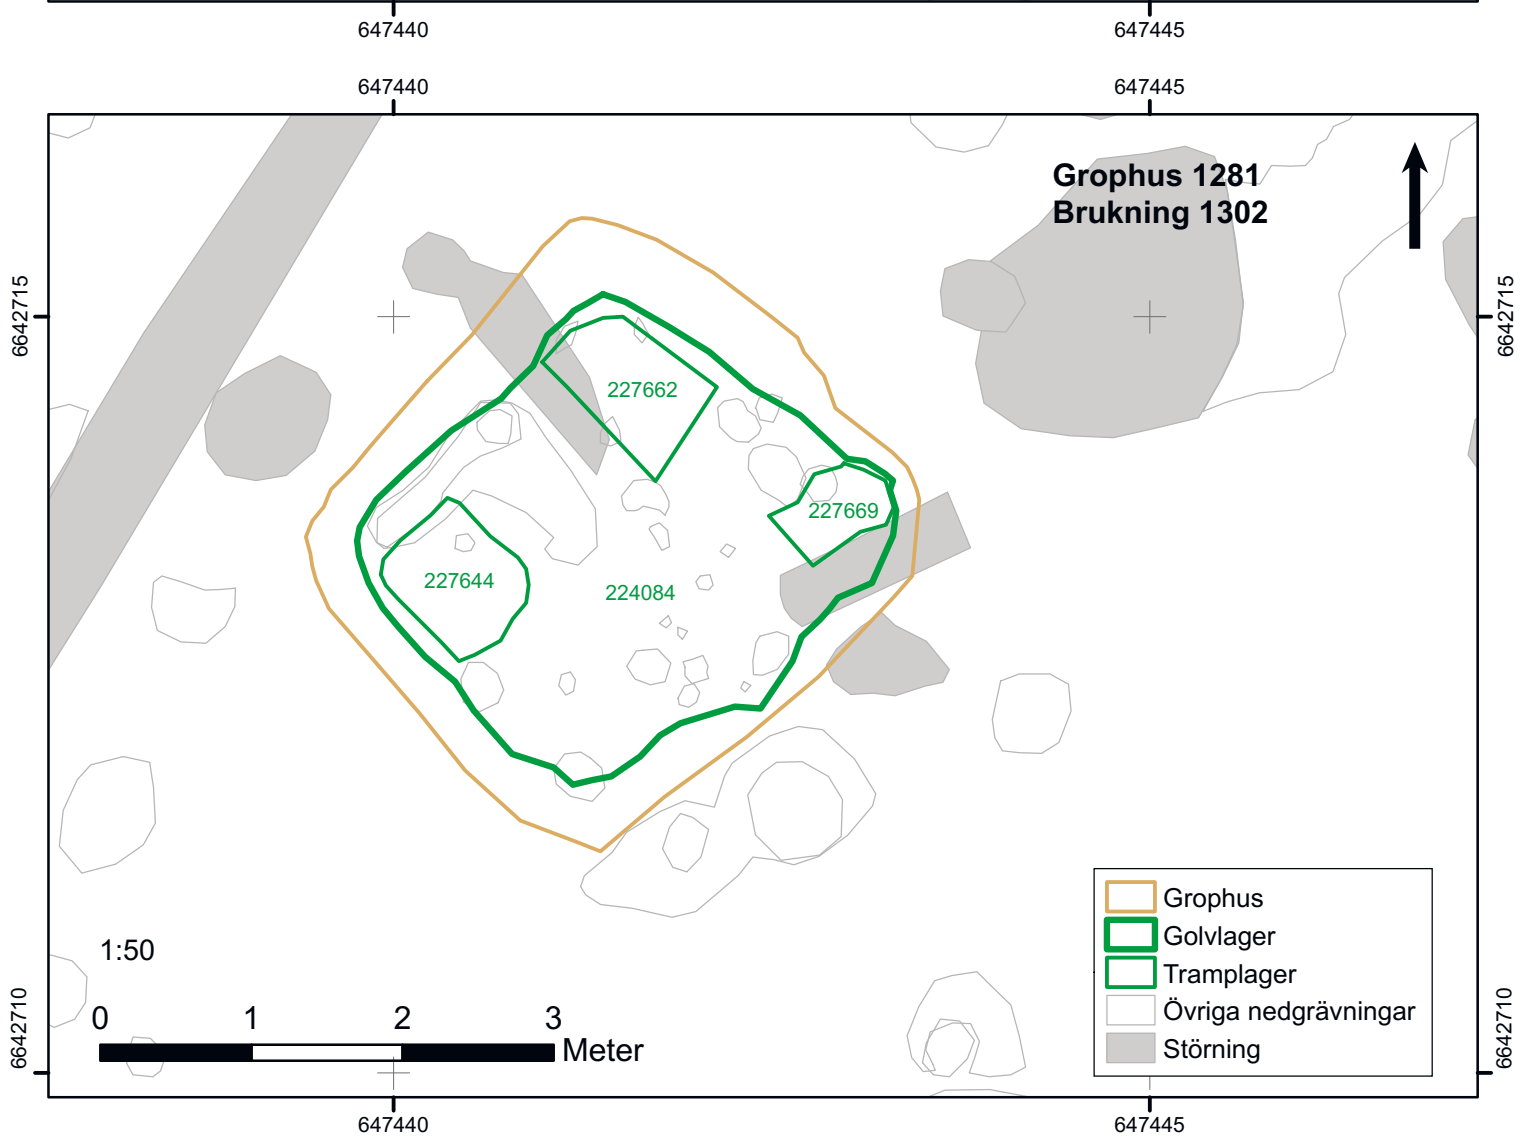 647440
647445
647440
647445
Grophus 1281
Brukning 1302
6642715
6642715
227662
227669
227644
224084
Grophus
Golvlager
Tramplager
Övriga nedgrävningar
Störning
1:50
0 1 2 3
Meter
6642710
6642710
647440
647445